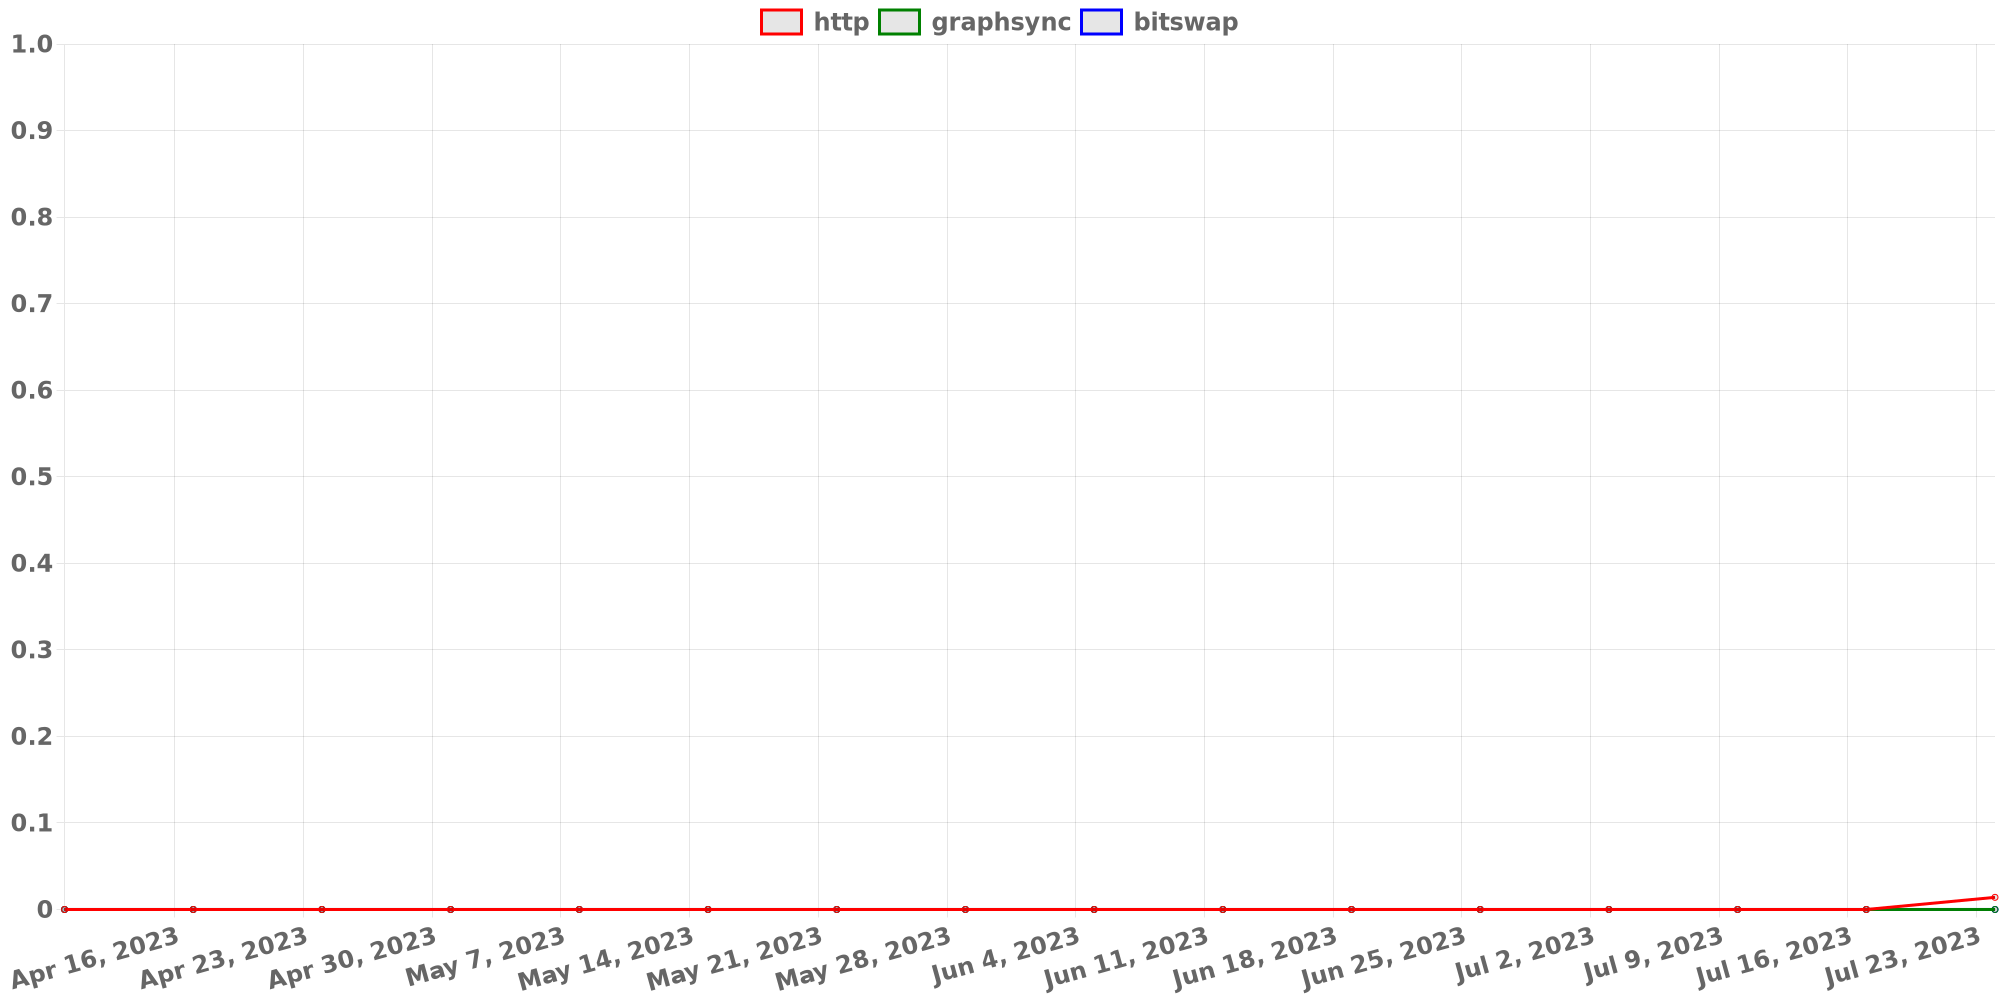 http graphsync bitswap
1.0
0.9
0.8
0.7
0.6
0.5
0.4
0.3
0.2
0.1
0
Apr 16, 2023
Apr 23, 2023
Apr 30, 2023
May 7, 2023
May 14, 2023
May 21, 2023
May 28, 2023
Jun 4, 2023
Jun 11, 2023
Jun 18, 2023
Jun 25, 2023
Jul 2, 2023
Jul 9, 2023
Jul 16, 2023
Jul 23, 2023